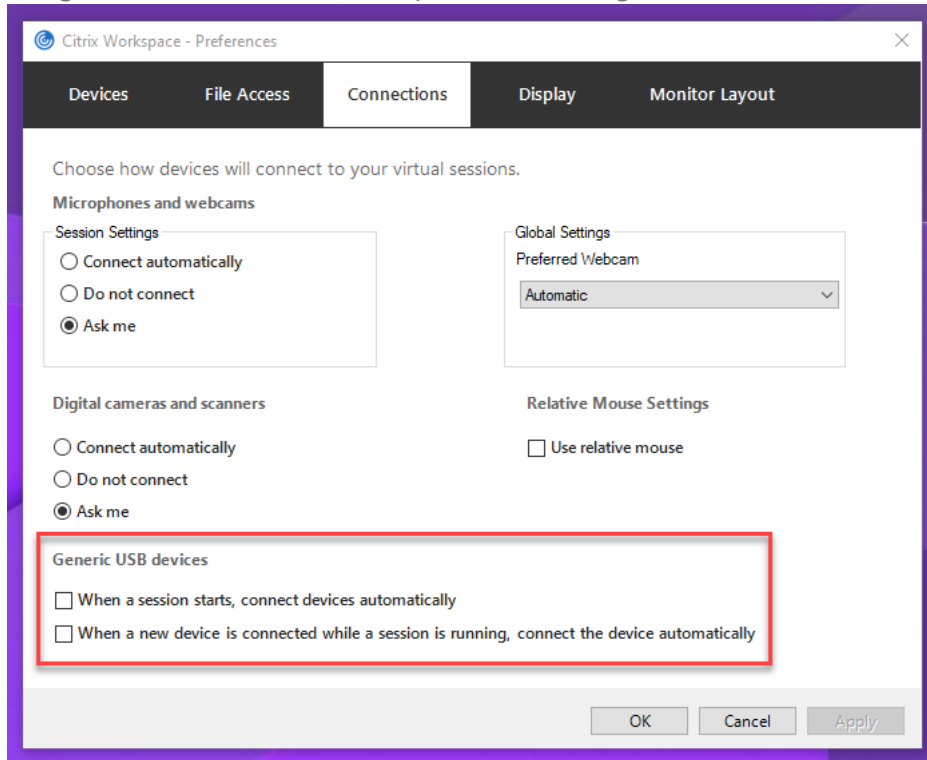 Citrix Workspace - Preferences
Devices File Access Connections Display Monitor Layout
Choose how devices will connect to your virtual sessions.
Microphones and webcams
Session Settings
Connect automatically
Do not connect
Ask me
Global Settings
Preferred Webcam
Automatic
Digital cameras and scanners
Connect automatically
Do not connect
Ask me
Relative Mouse Settings
Use relative mouse
Generic USB devices
When a session starts, connect devices automatically
When a new device is connected while a session is running, connect the device automatically
OK Cancel Apply